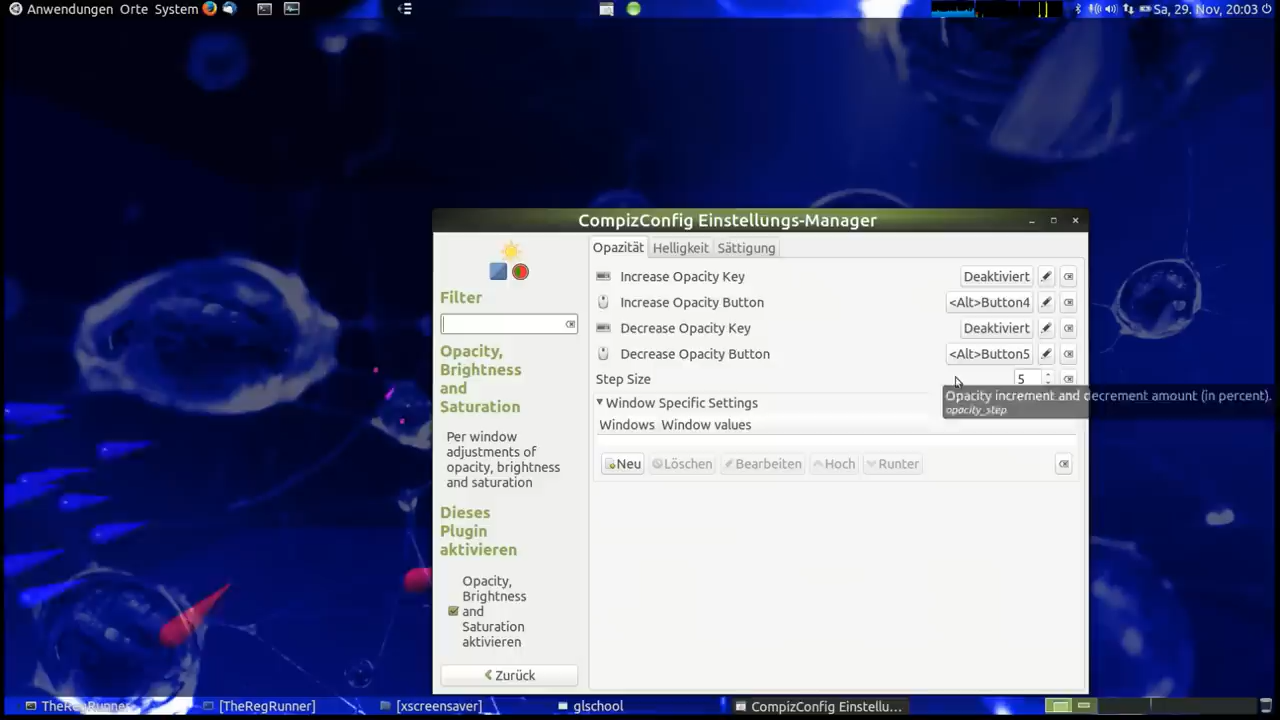 Anwendungen Orte System
Sa, 29. Nov, 20:03
CompizConfig Einstellungs-Manager
Filter
Opacity,
Brightness
and
Saturation
Per window
adjustments of
opacity, brightness
and saturation
Dieses
Plugin
aktivieren
Opacity,
Brightness
and
Saturation
aktivieren
Zurück
Opazität Helligkeit Sättigung
Increase Opacity Key Deaktiviert
Increase Opacity Button <Alt>Button4
Decrease Opacity Key Deaktiviert
Decrease Opacity Button <Alt>Button5
Step Size 5
Opacity increment and decrement amount (in percent).
opacity_step
Window Specific Settings
Windows Window values
Neu Löschen Bearbeiten Hoch Runter
TheRegRunner [TheRegRunner] [xscreensaver] glschool CompizConfig Einstellu...